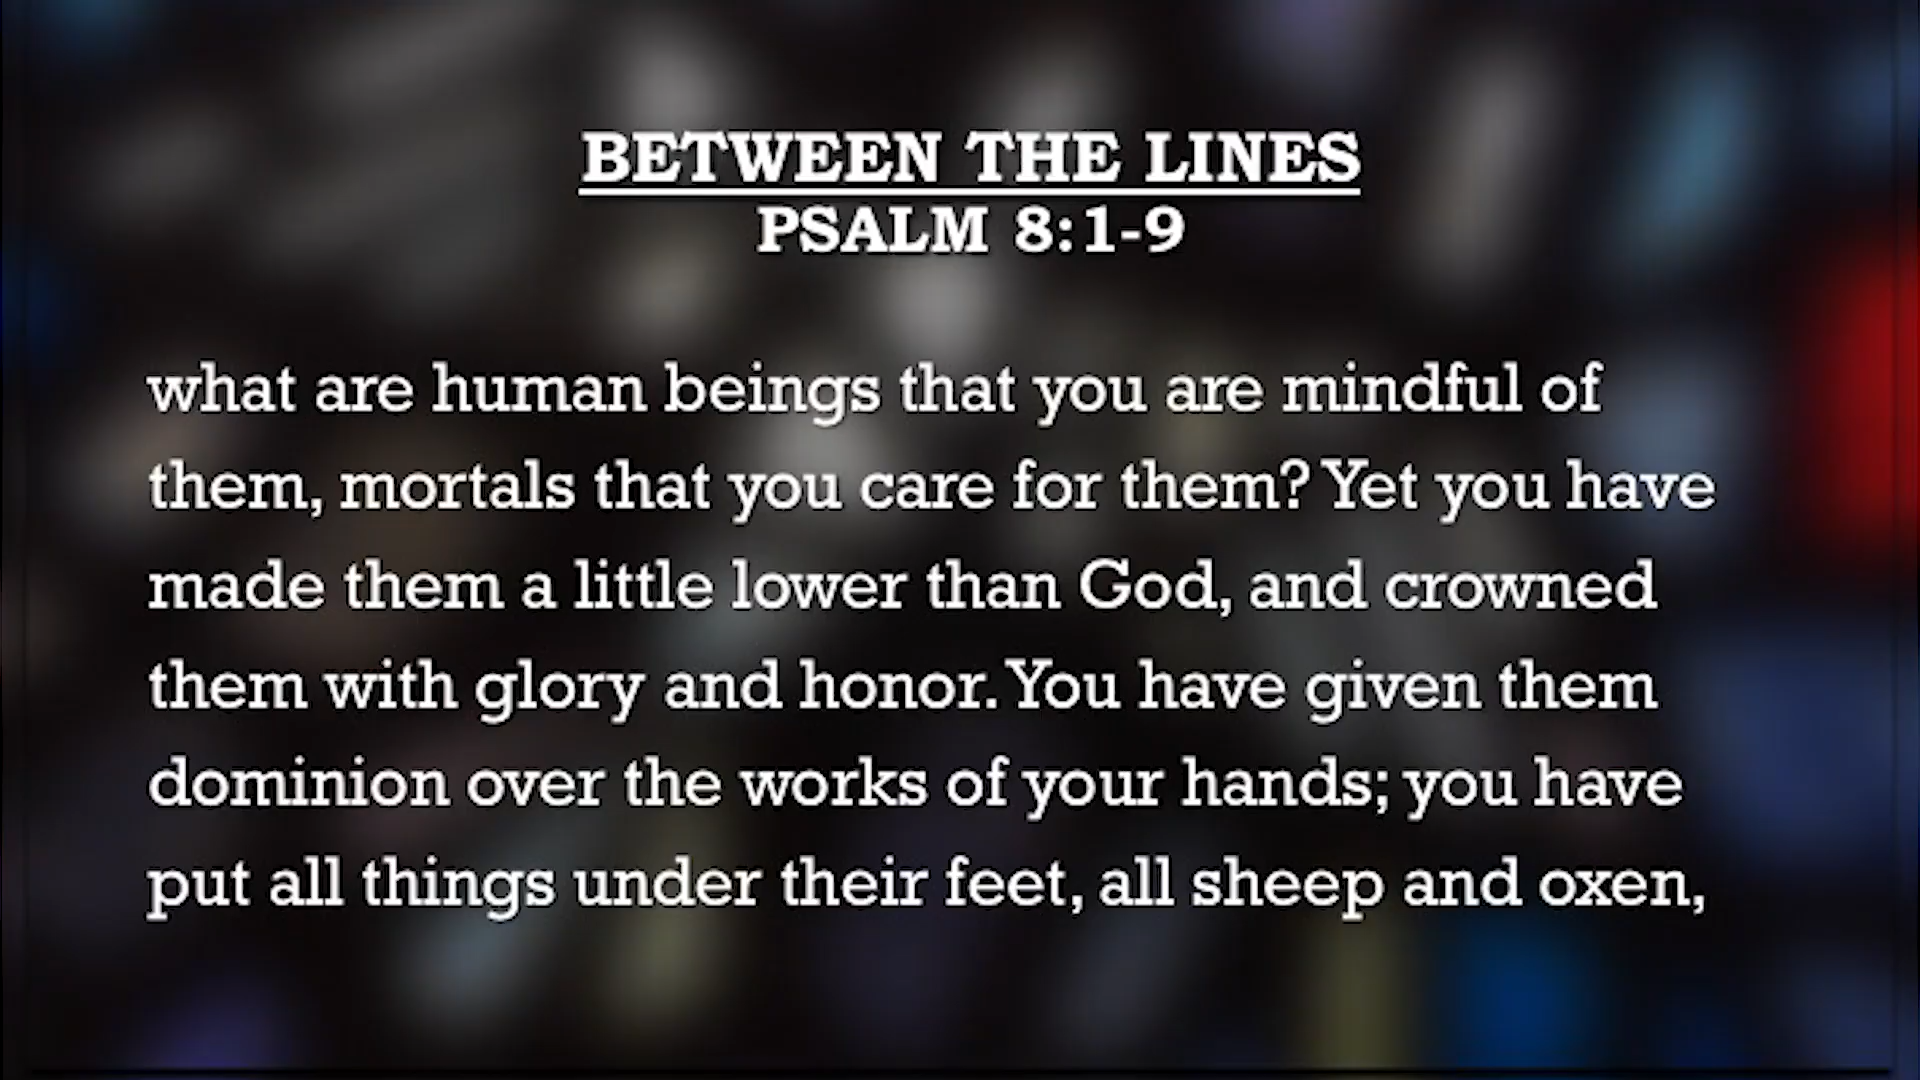 BETWEEN THE LINES
PSALM 8:1-9
what are human beings that you are mindful of
them, mortals that you care for them? Yet you have
made them a little lower than God, and crowned
them with glory and honor. You have given them
dominion over the works of your hands; you have
put all things under their feet, all sheep and oxen,